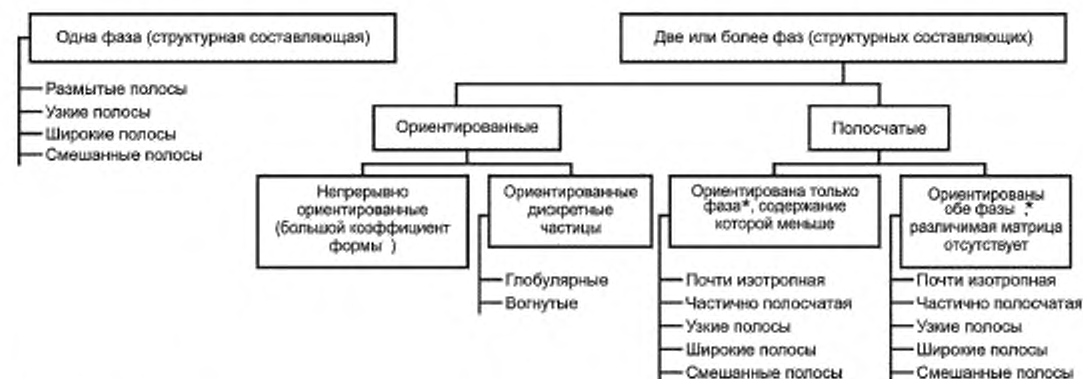 Одна фаза (структурная составляющая)
Размытые полосы
Узкие полосы
Широкие полосы
Смешанные полосы
Две или более фаз (структурных составляющих)
Ориентированные
Полосчатые
Непрерывно
ориентированные
(большой коэффициент
формы )
Ориентированные
дискретные
частицы
Глобулярные
Вогнутые
Ориентирована только
фаза*, содержание
которой меньше
Почти изотропная
Частично полосчатая
Узкие полосы
Широкие полосы
Смешанные полосы
Ориентированы
обе фазы ,*
различимая матрица
отсутствует
Почти изотропная
Частично полосчатая
Узкие полосы
Широкие полосы
Смешанные полосы